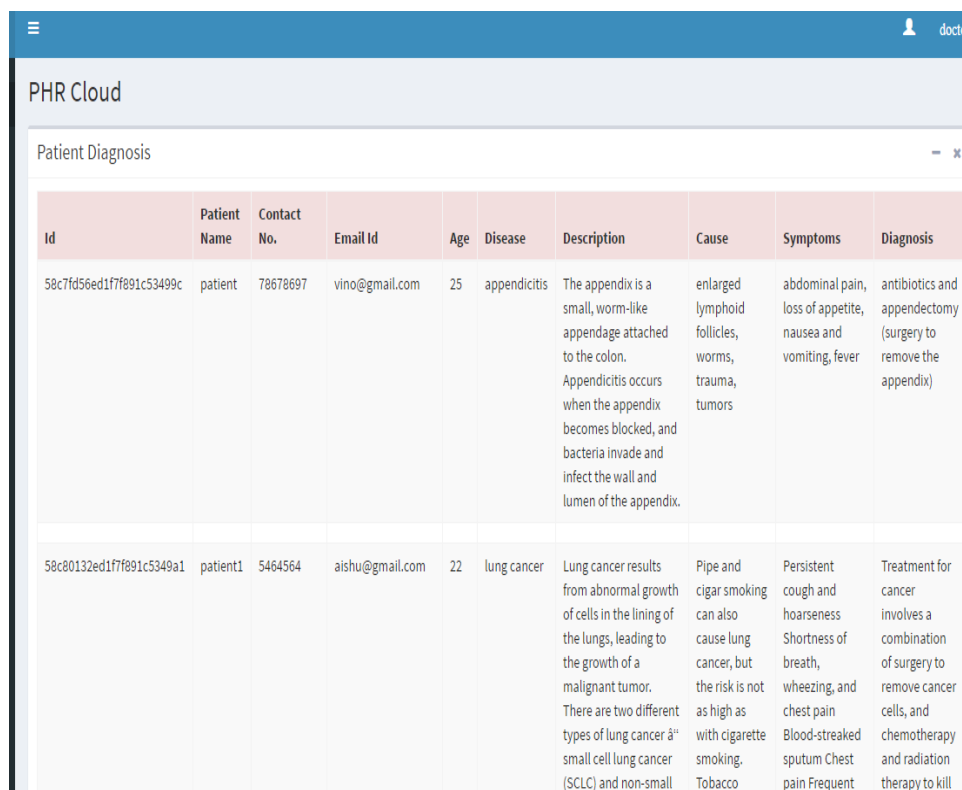 doct
PHR Cloud
Patient Diagnosis
Id
Patient
Name
Contact
No.
Email Id
Age
Disease
Description
Cause
Symptoms
Diagnosis
58c7fd56ed1f7f891c53499c
patient
78678697
vino@gmail.com
25
appendicitis
The appendix is a
small, worm-like
appendage attached
to the colon.
Appendicitis occurs
when the appendix
becomes blocked, and
bacteria invade and
infect the wall and
lumen of the appendix.
enlarged
lymphoid
follicles,
worms,
trauma,
tumors
abdominal pain,
loss of appetite,
nausea and
vomiting, fever
antibiotics and
appendectomy
(surgery to
remove the
appendix)
58c80132ed1f7f891c5349a1
patient1
5464564
aishu@gmail.com
22
lung cancer
Lung cancer results
from abnormal growth
of cells in the lining of
the lungs, leading to
the growth of a
malignant tumor.
There are two different
types of lung cancer â“
small cell lung cancer
(SCLC) and non-small
Pipe and
cigar smoking
can also
cause lung
cancer, but
the risk is not
as high as
with cigarette
smoking.
Tobacco
Persistent
cough and
hoarseness
Shortness of
breath,
wheezing, and
chest pain
Blood-streaked
sputum Chest
pain Frequent
Treatment for
cancer
involves a
combination
of surgery to
remove cancer
cells, and
chemotherapy
and radiation
therapy to kill